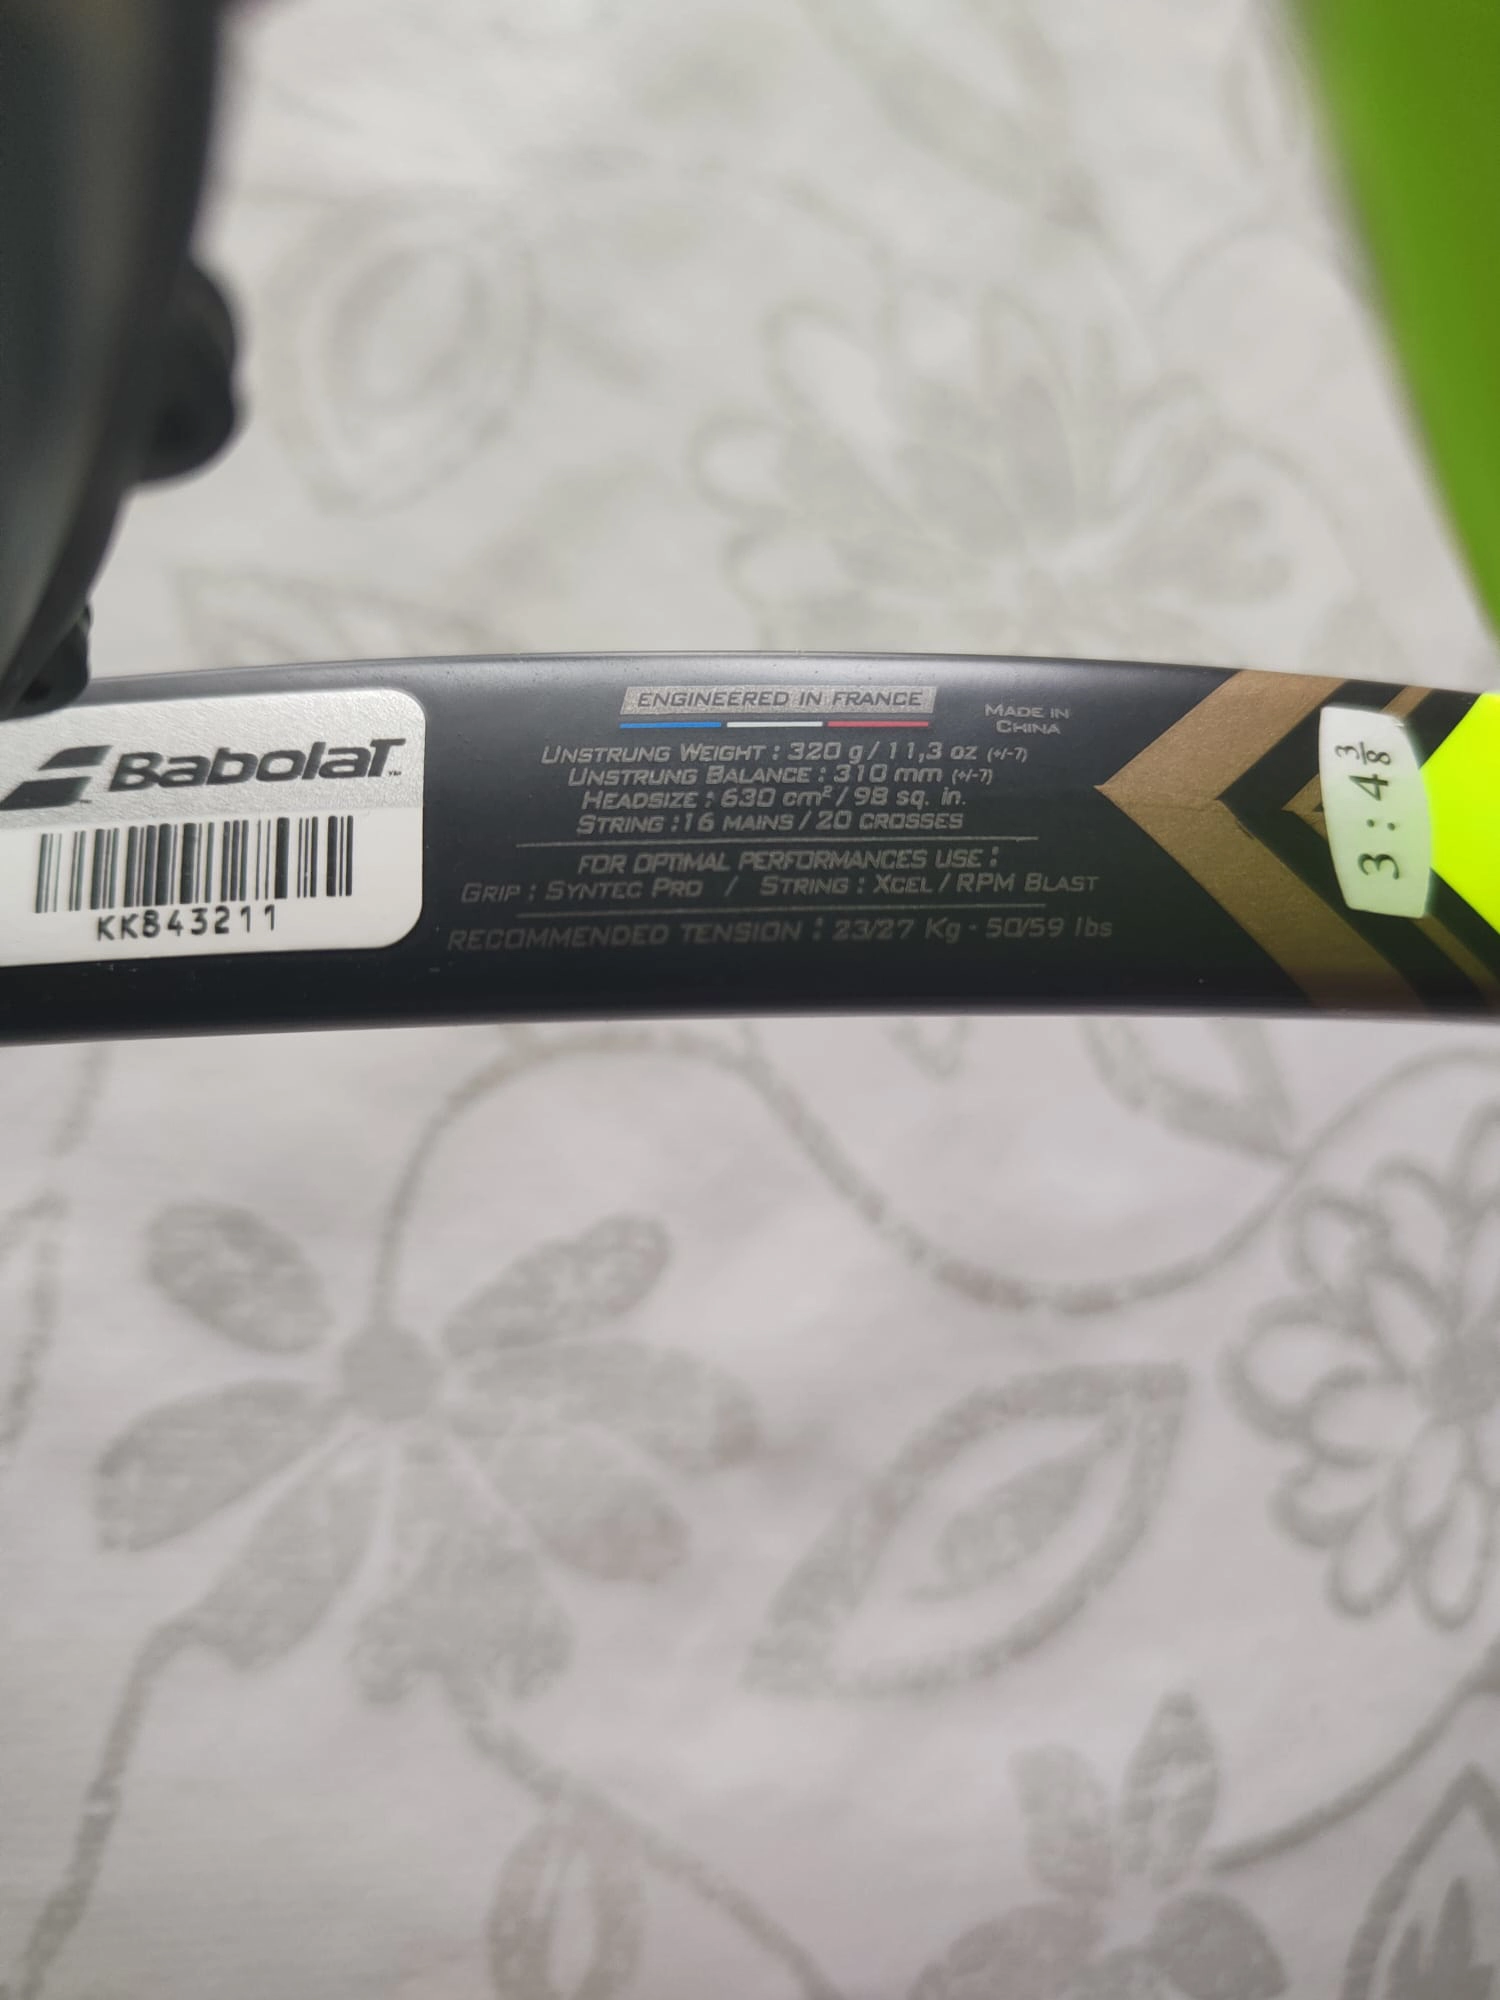 BabolaT™
KK843211
ENGINEERED IN FRANCE
MADE IN
CHINA
UNSTRUNG WEIGHT : 320 g / 11,3 oz (+/-7)
UNSTRUNG BALANCE : 310 mm (+/-7)
HEADSIZE : 630 cm² / 98 sq. in.
STRING : 16 MAINS / 20 CROSSES
FOR OPTIMAL PERFORMANCES USE :
GRIP : SYNTEC PRO / STRING : XCEL / RPM BLAST
RECOMMENDED TENSION : 23/27 Kg - 50/59 lbs
3 : 4 3/8